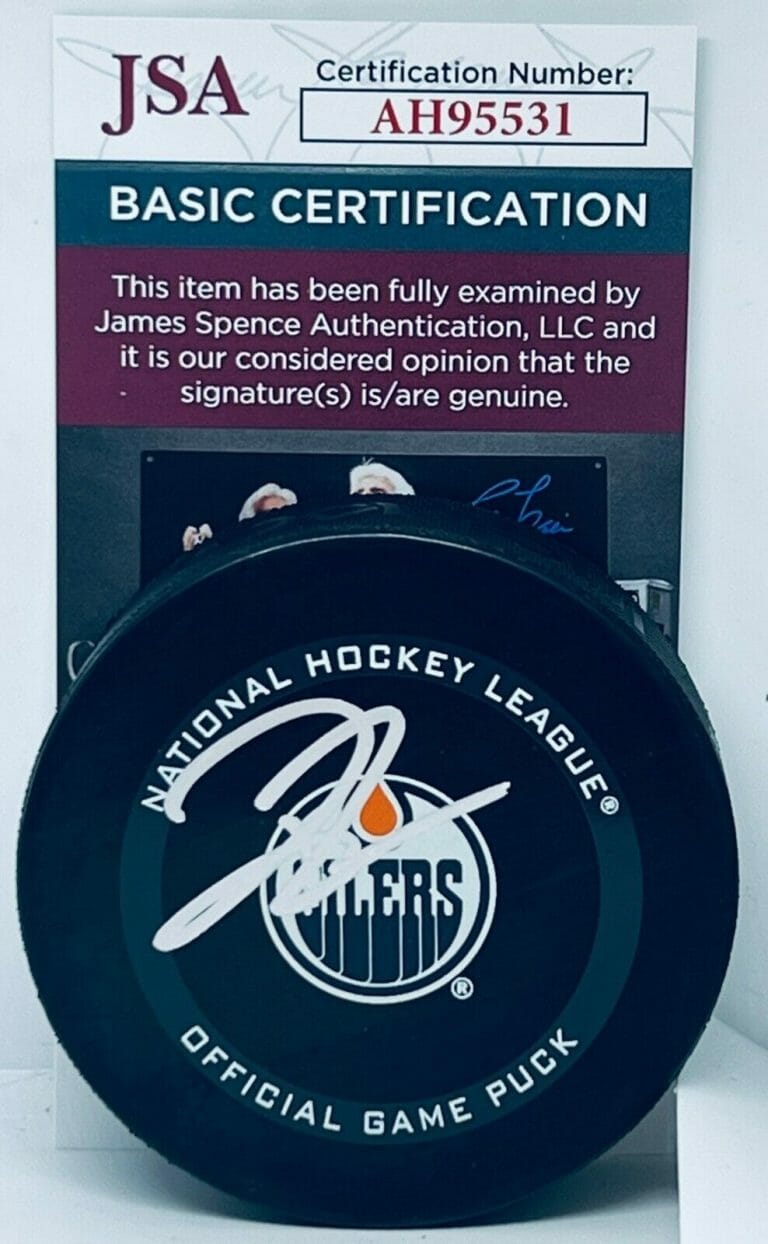 JSA
Certification Number:
AH95531
BASIC CERTIFICATION
This item has been fully examined by
James Spence Authentication, LLC and
it is our considered opinion that the
signature(s) is/are genuine.
NATIONAL HOCKEY LEAGUE®
OILERS
®
OFFICIAL GAME PUCK